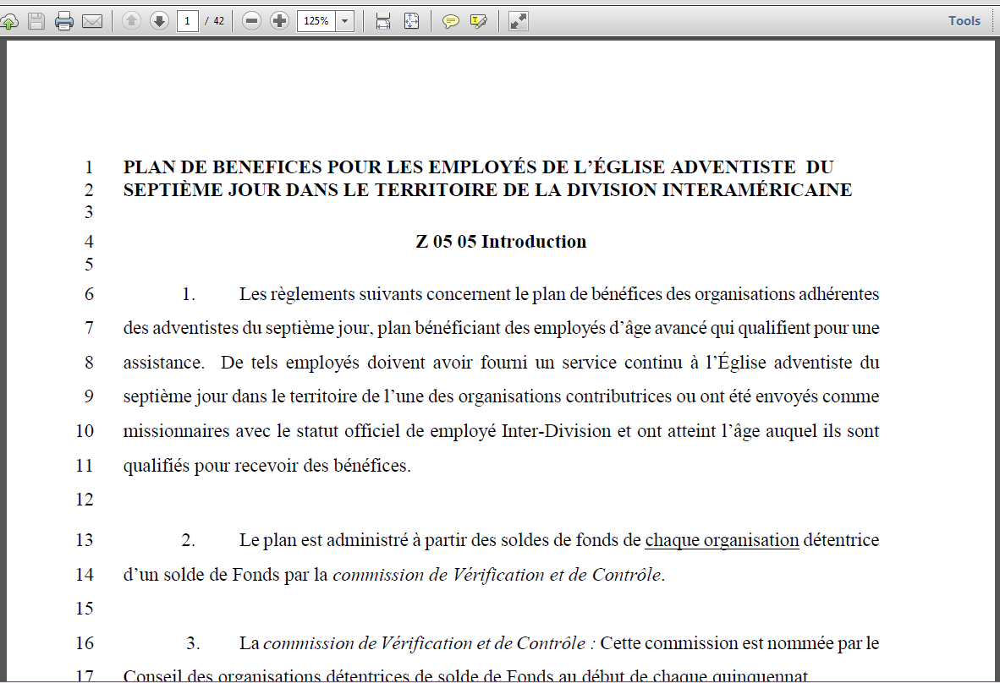 1 / 42 125% Tools
1 PLAN DE BENEFICES POUR LES EMPLOYÉS DE L’ÉGLISE ADVENTISTE  DU
2 SEPTIÈME JOUR DANS LE TERRITOIRE DE LA DIVISION INTERAMÉRICAINE
3
4 Z 05 05 Introduction
5
6 1. Les règlements suivants concernent le plan de bénéfices des organisations adhérentes
7 des adventistes du septième jour, plan bénéficiant des employés d’âge avancé qui qualifient pour une
8 assistance.  De tels employés doivent avoir fourni un service continu à l’Église adventiste du
9 septième jour dans le territoire de l’une des organisations contributrices ou ont été envoyés comme
10 missionnaires avec le statut officiel de employé Inter-Division et ont atteint l’âge auquel ils sont
11 qualifiés pour recevoir des bénéfices.
12
13 2. Le plan est administré à partir des soldes de fonds de chaque organisation détentrice
14 d’un solde de Fonds par la commission de Vérification et de Contrôle.
15
16 3. La commission de Vérification et de Contrôle : Cette commission est nommée par le
17 Conseil des organisations détentrices de solde de Fonds au début de chaque quinquennat